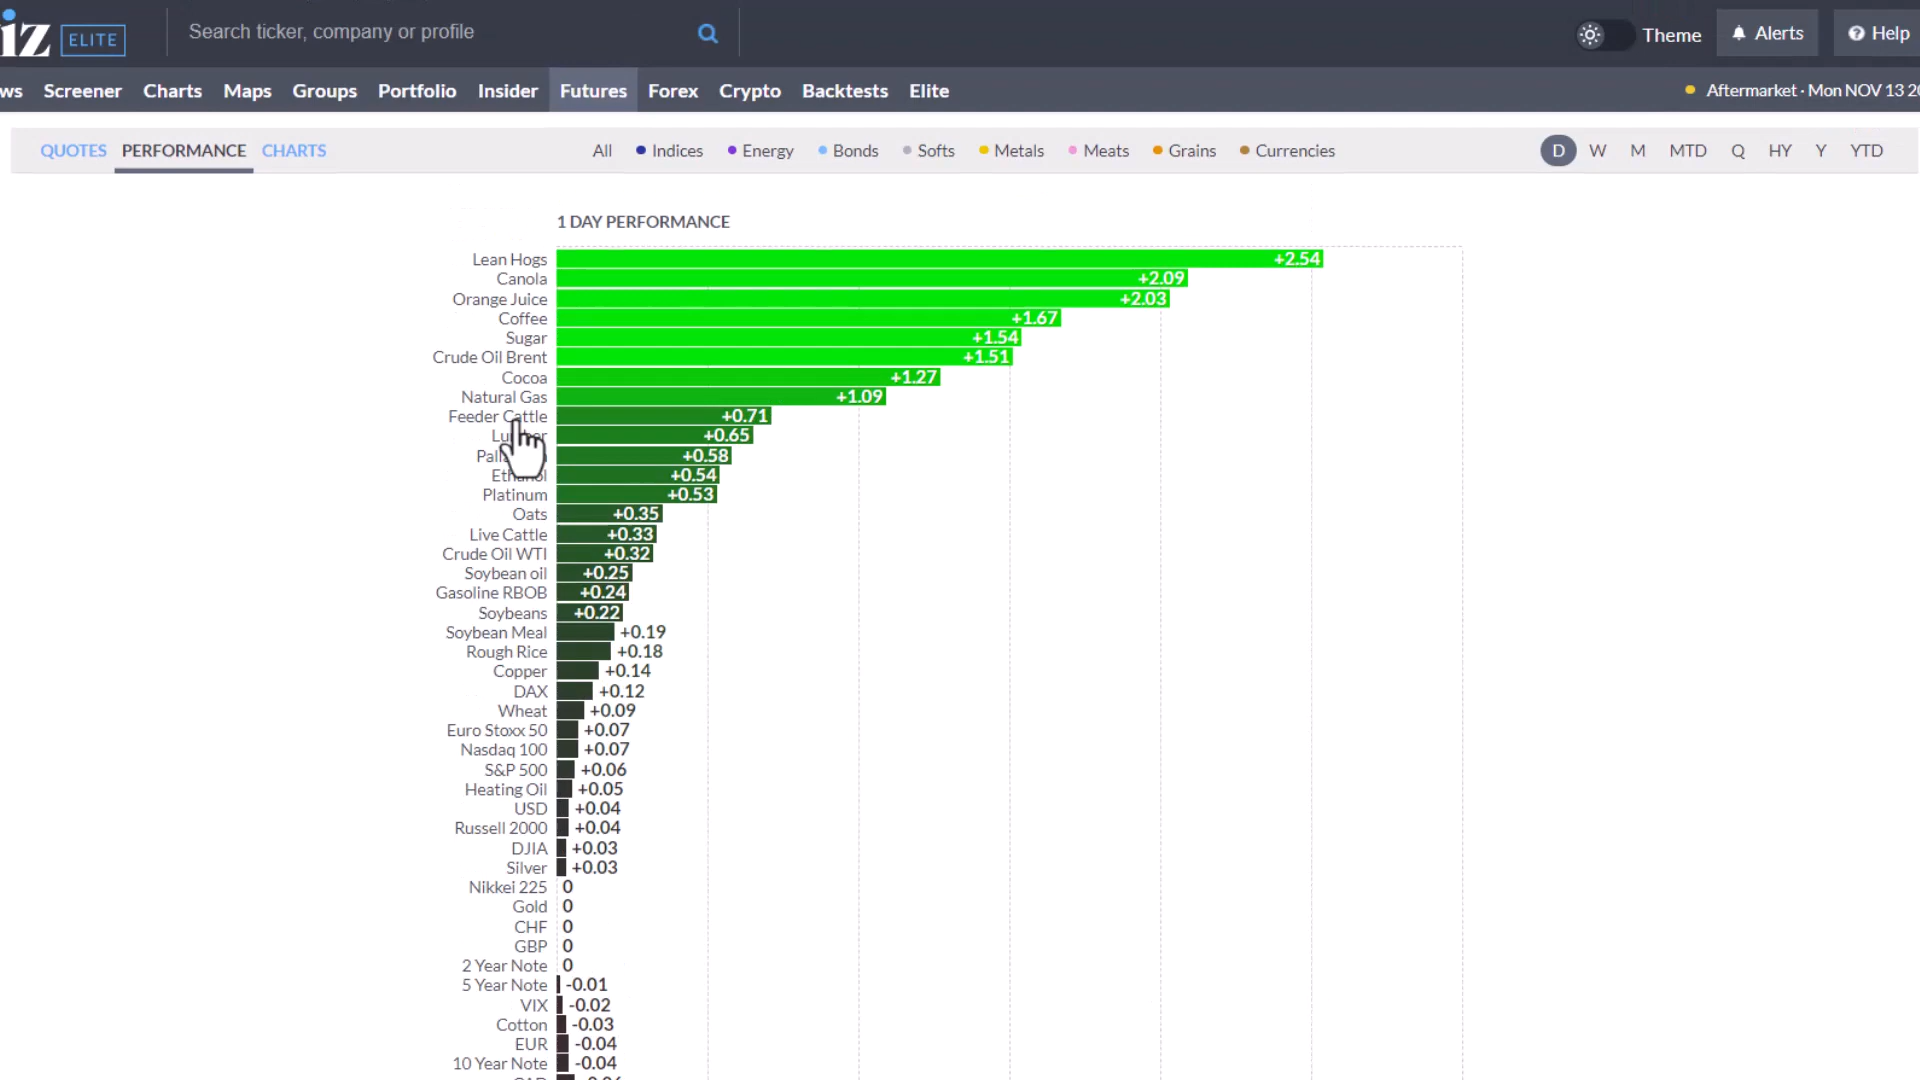 iz ELITE Search ticker, company or profile Theme Alerts Help
ws Screener Charts Maps Groups Portfolio Insider Futures Forex Crypto Backtests Elite Aftermarket · Mon NOV 13 20
QUOTES PERFORMANCE CHARTS All Indices Energy Bonds Softs Metals Meats Grains Currencies D W M MTD Q HY Y YTD
1 DAY PERFORMANCE
Lean Hogs +2.54
Canola +2.09
Orange Juice +2.03
Coffee +1.67
Sugar +1.54
Crude Oil Brent +1.51
Cocoa +1.27
Natural Gas +1.09
Feeder Cattle +0.71
+0.65
+0.58
Ethanol +0.54
Platinum +0.53
Oats +0.35
Live Cattle +0.33
Crude Oil WTI +0.32
Soybean oil +0.25
Gasoline RBOB +0.24
Soybeans +0.22
Soybean Meal +0.19
Rough Rice +0.18
Copper +0.14
DAX +0.12
Wheat +0.09
Euro Stoxx 50 +0.07
Nasdaq 100 +0.07
S&P 500 +0.06
Heating Oil +0.05
USD +0.04
Russell 2000 +0.04
DJIA +0.03
Silver +0.03
Nikkei 225 0
Gold 0
CHF 0
GBP 0
2 Year Note 0
5 Year Note -0.01
VIX -0.02
Cotton -0.03
EUR -0.04
10 Year Note -0.04